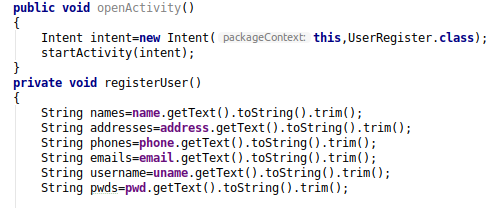 public void openActivity()
{
    Intent intent=new Intent( packageContext: this,UserRegister.class);
    startActivity(intent);
}
private void registerUser()
{
    String names=name.getText().toString().trim();
    String addresses=address.getText().toString().trim();
    String phones=phone.getText().toString().trim();
    String emails=email.getText().toString().trim();
    String username=uname.getText().toString().trim();
    String pwds=pwd.getText().toString().trim();